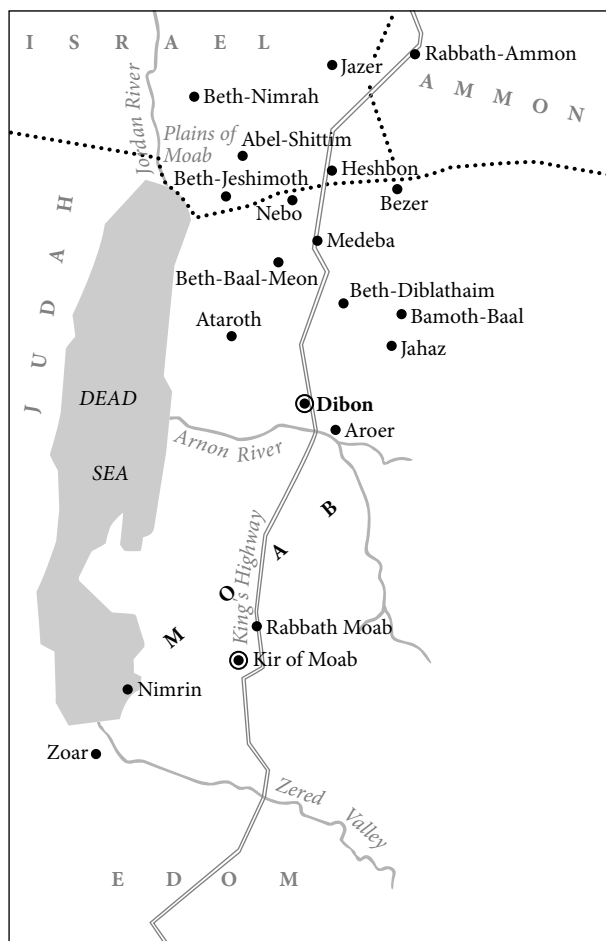 ISRAEL
Rabbath-Ammon
Jazer
AMMON
Beth-Nimrah
Jordan River
Plains of
Moab
Abel-Shittim
Heshbon
Beth-Jeshimoth
Nebo
Bezer
JUDAH
Medeba
Beth-Baal-Meon
Beth-Diblathaim
Bamoth-Baal
Ataroth
Jahaz
DEAD
SEA
Dibon
Aroer
Arnon River
King's Highway
MOAB
Rabbath Moab
Kir of Moab
Nimrin
Zoar
Zered Valley
EDOM